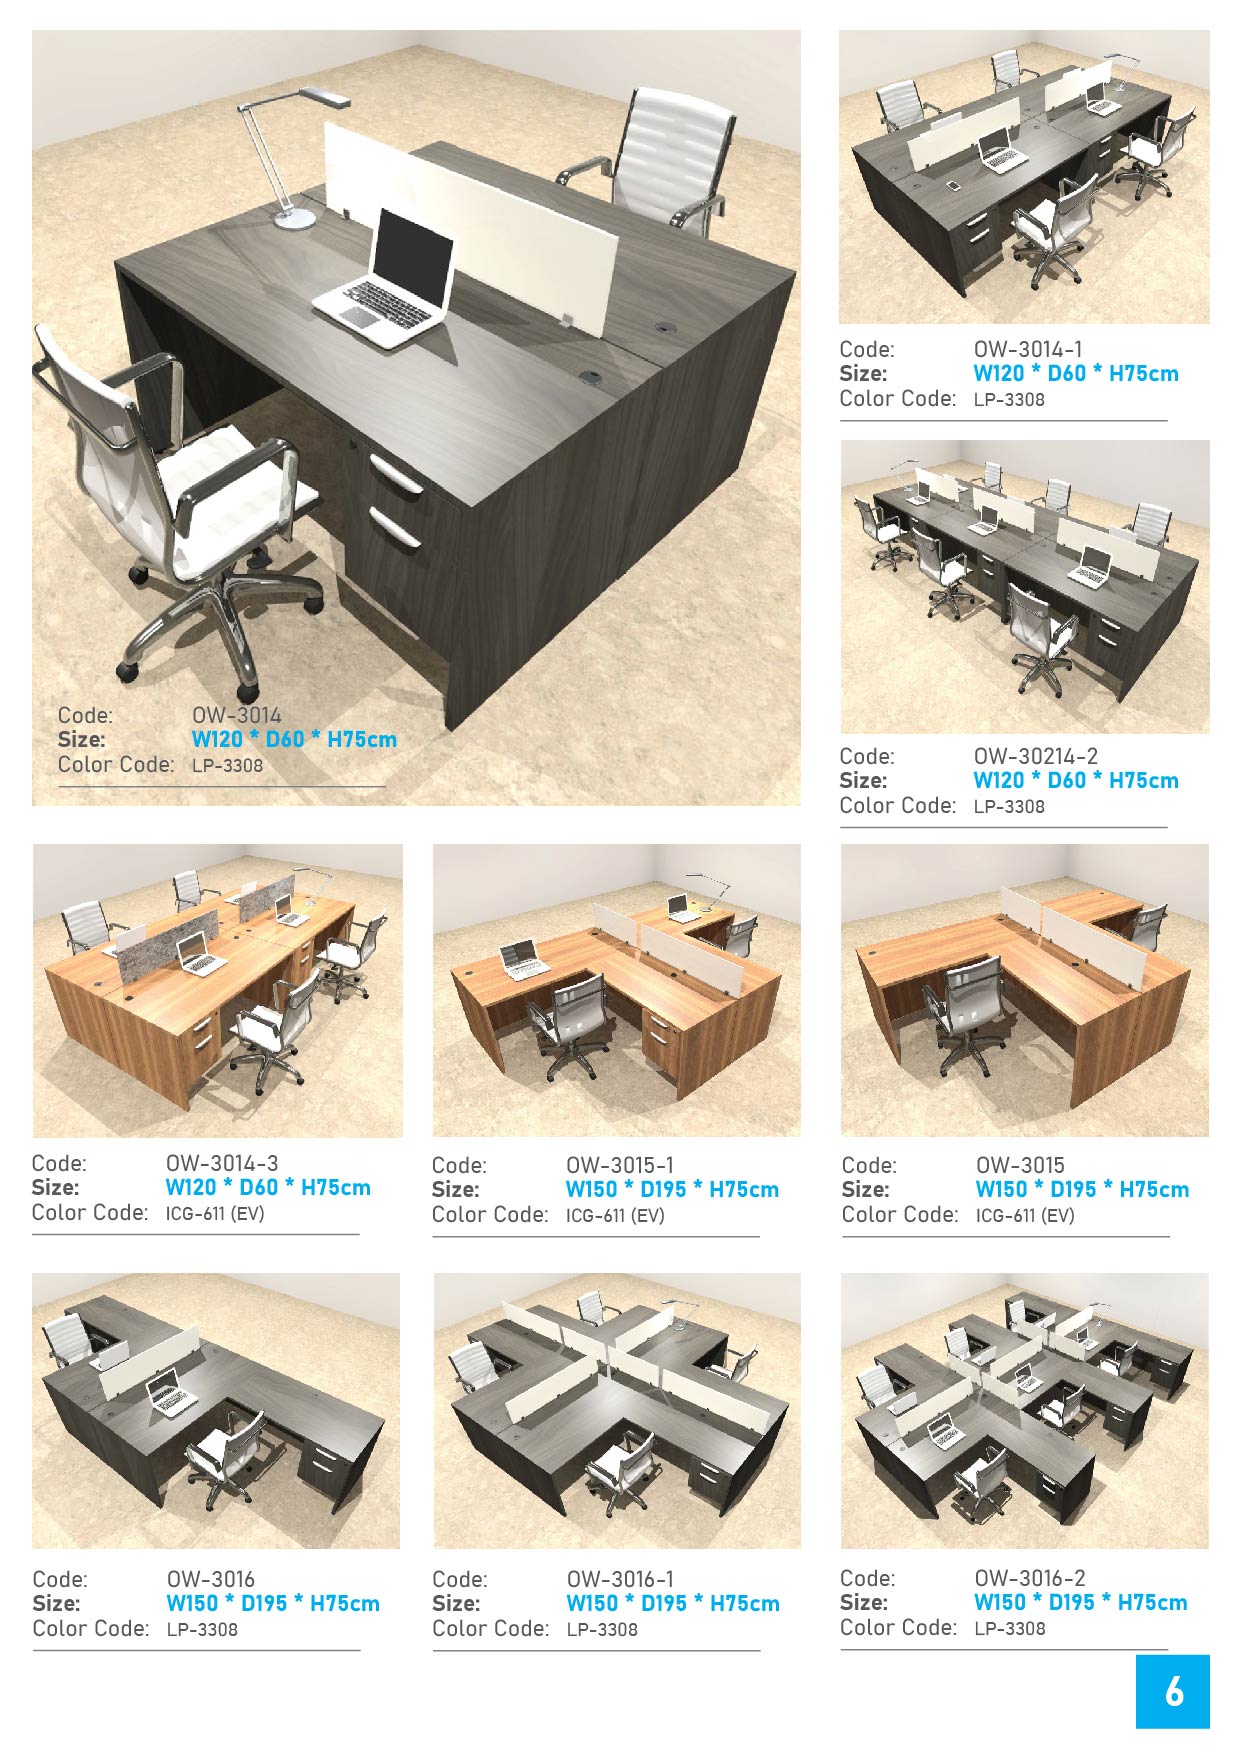 Code: OW-3014
Size: W120 * D60 * H75cm
Color Code: LP-3308
Code: OW-3014-1
Size: W120 * D60 * H75cm
Color Code: LP-3308
Code: OW-30214-2
Size: W120 * D60 * H75cm
Color Code: LP-3308
Code: OW-3014-3
Size: W120 * D60 * H75cm
Color Code: ICG-611 (EV)
Code: OW-3015-1
Size: W150 * D195 * H75cm
Color Code: ICG-611 (EV)
Code: OW-3015
Size: W150 * D195 * H75cm
Color Code: ICG-611 (EV)
Code: OW-3016
Size: W150 * D195 * H75cm
Color Code: LP-3308
Code: OW-3016-1
Size: W150 * D195 * H75cm
Color Code: LP-3308
Code: OW-3016-2
Size: W150 * D195 * H75cm
Color Code: LP-3308
6